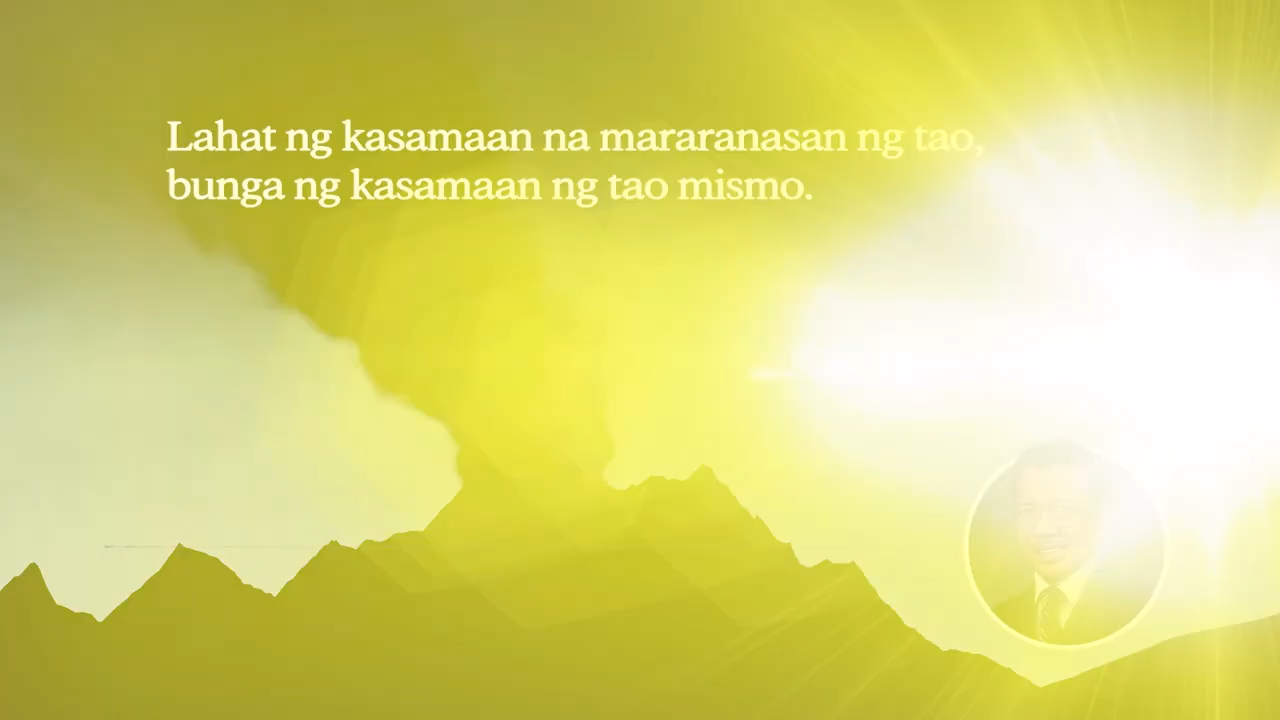 Lahat ng kasamaan na mararanasan ng tao,
bunga ng kasamaan ng tao mismo.